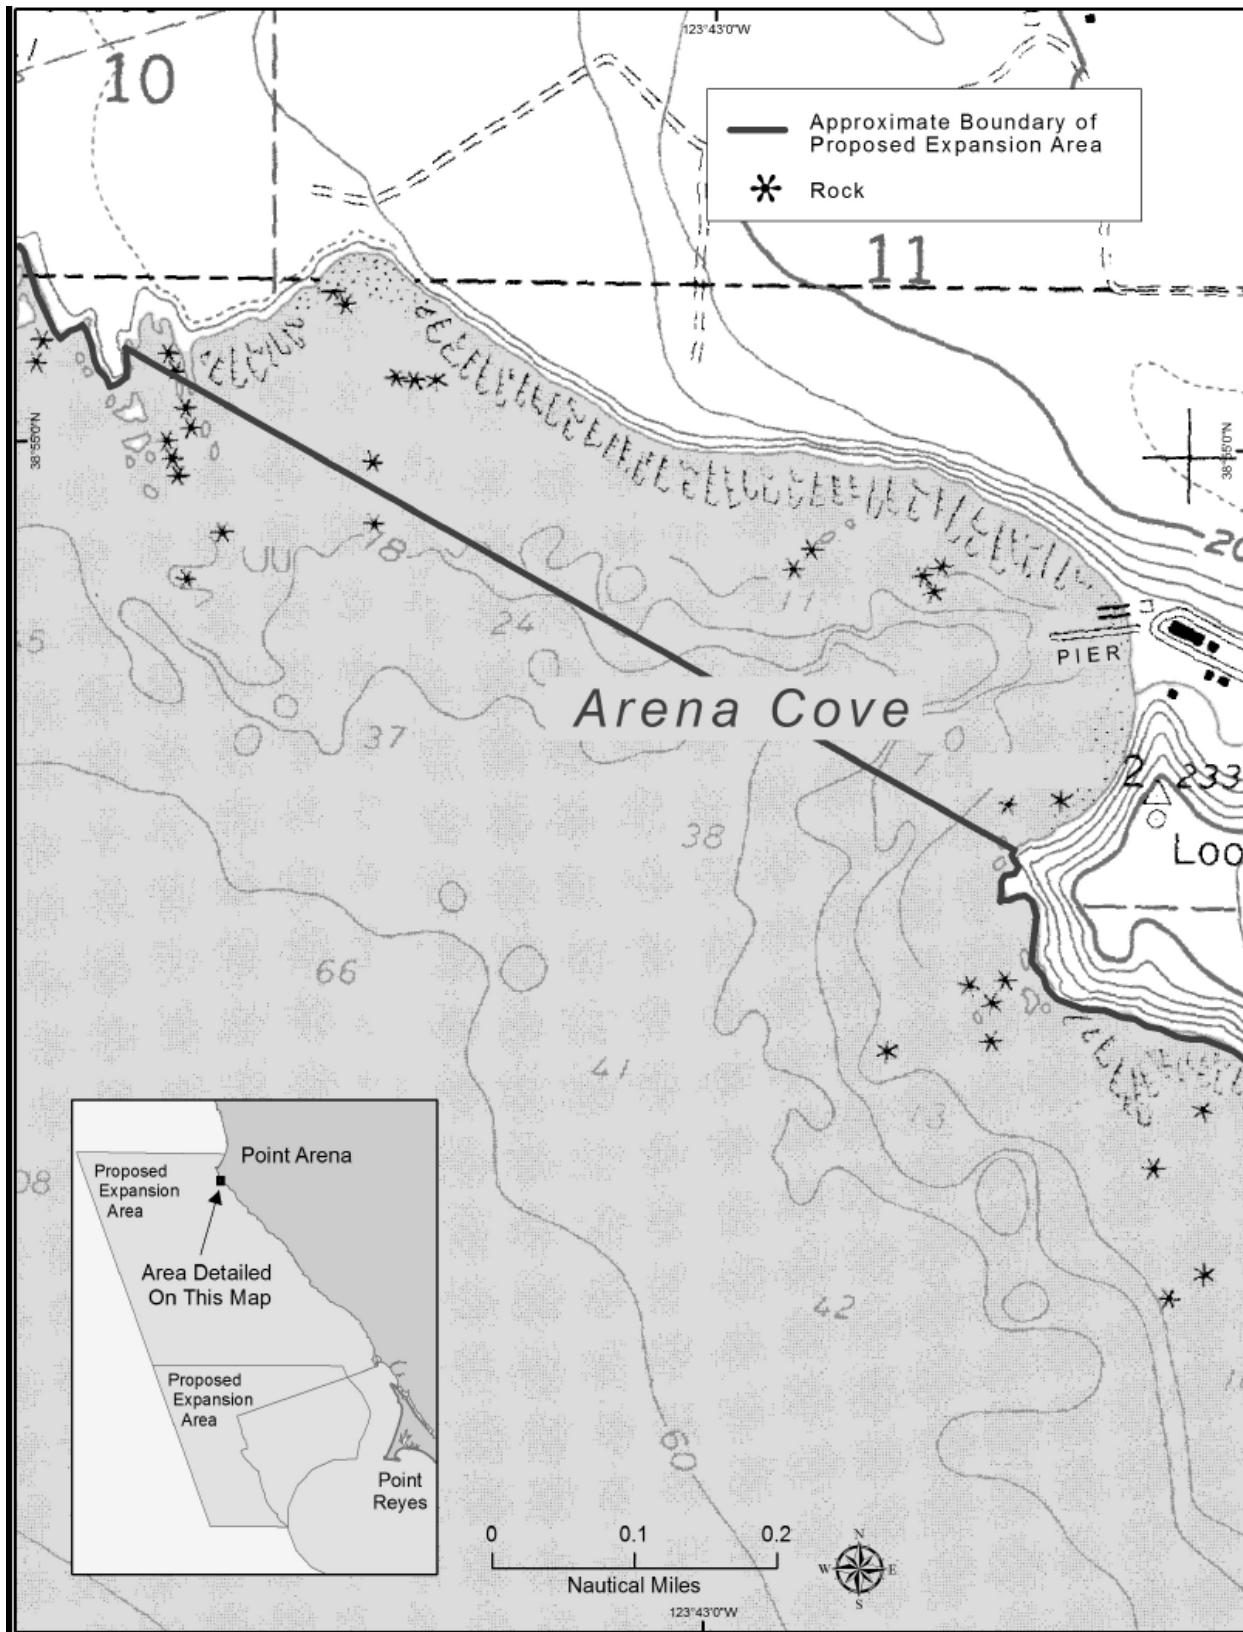 123°43'0"W
10
Approximate Boundary of
Proposed Expansion Area
Rock
11
38°55'0"N
38°55'0"N
18
20
24
11
PIER
Arena Cove
37
7
2
233
38
Loo
66
41
13
Point Arena
Proposed
Expansion
Area
Area Detailed
On This Map
42
Proposed
Expansion
Area
60
Point
Reyes
0 0.1 0.2
Nautical Miles
N
W E
S
123°43'0"W